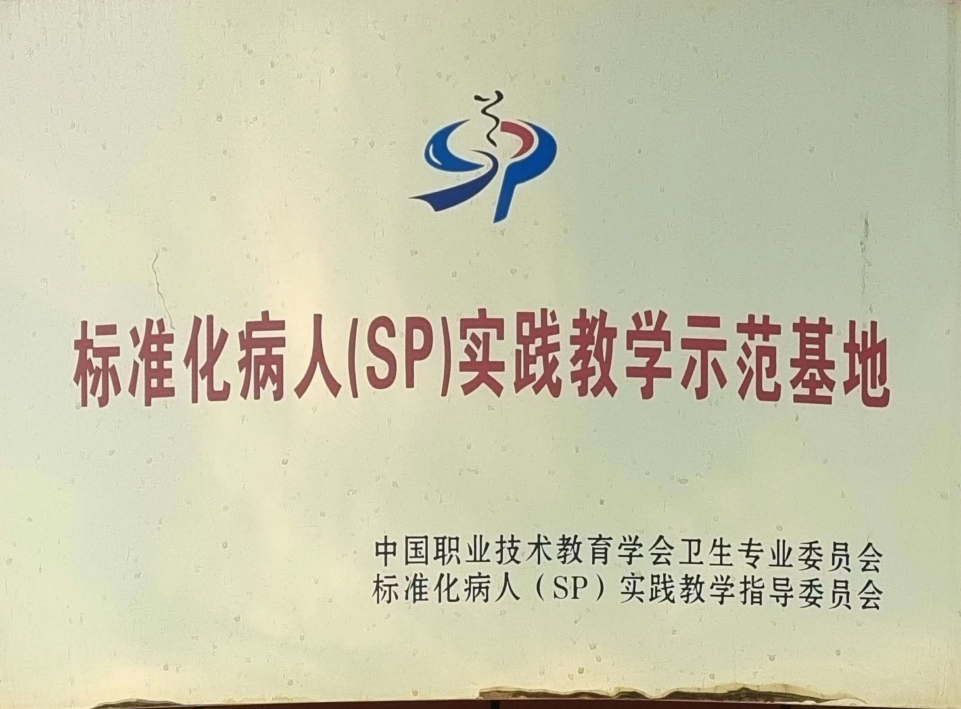 SP
标准化病人(SP)实践教学示范基地
中国职业技术教育学会卫生专业委员会
标准化病人（SP）实践教学指导委员会